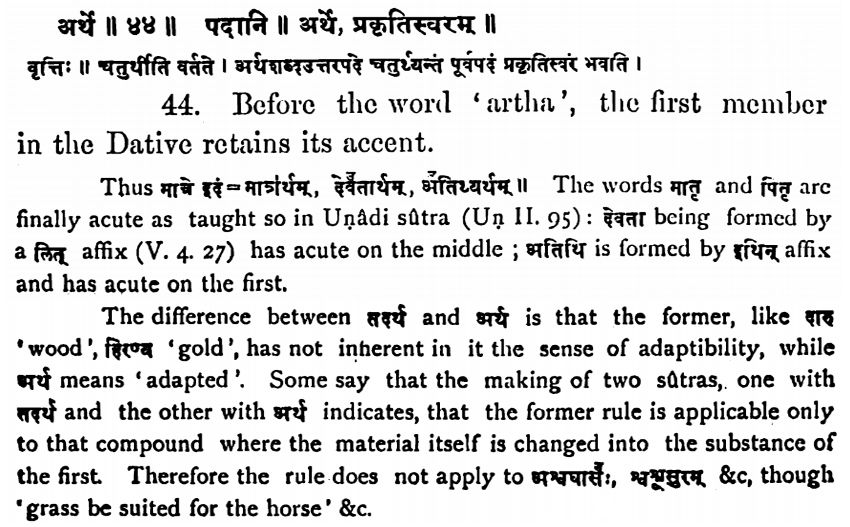 अर्थे ॥ ४४ ॥ पदानि ॥ अर्थे, प्रकृतिस्वरम् ॥
वृत्तिः ॥ चतुर्थीति वर्तते । अर्थशब्दउत्तरपदे चतुर्थ्यन्तं पूर्वपदं प्रकृतिस्वरं भवति ।
44. Before the word ‘artha’, the first member
in the Dative retains its accent.
Thus मात्रे इदं=मात्रर्थम्, देवतार्थम्, अतिथ्यर्थम् ॥ The words मातृ and पितृ are
finally acute as taught so in Uṇâdi sûtra (Uṇ II. 95): देवता being formed by
a लित् affix (V. 4. 27) has acute on the middle ; अतिथि is formed by इथिन् affix
and has acute on the first.
The difference between तदर्थ and अर्थ is that the former, like दारु
‘wood’, हिरण्य ‘gold’, has not inherent in it the sense of adaptibility, while
अर्थ means ‘adapted’. Some say that the making of two sûtras, one with
तदर्थ and the other with अर्थ indicates, that the former rule is applicable only
to that compound where the material itself is changed into the substance of
the first. Therefore the rule does not apply to अश्वघासः, श्वश्रूसुरम् &c, though
‘grass be suited for the horse’ &c.